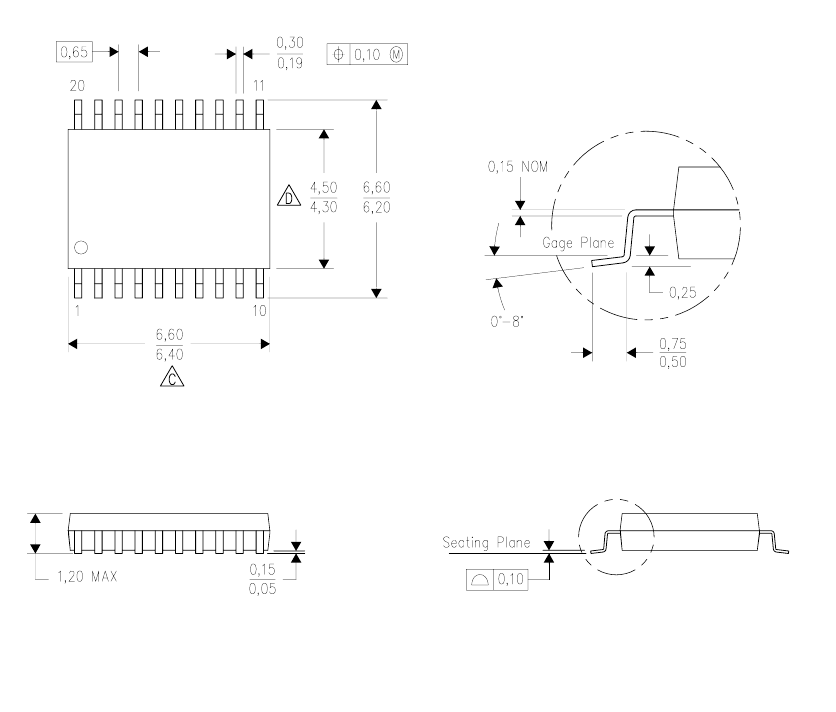 0,65
0,30
0,19
⌖ 0,10 Ⓜ
20 11
D
4,50
4,30
6,60
6,20
1 10
6,60
6,40
C
0,15 NOM
Gage Plane
0,25
0°-8°
0,75
0,50
1,20 MAX
0,15
0,05
Seating Plane
⌓ 0,10